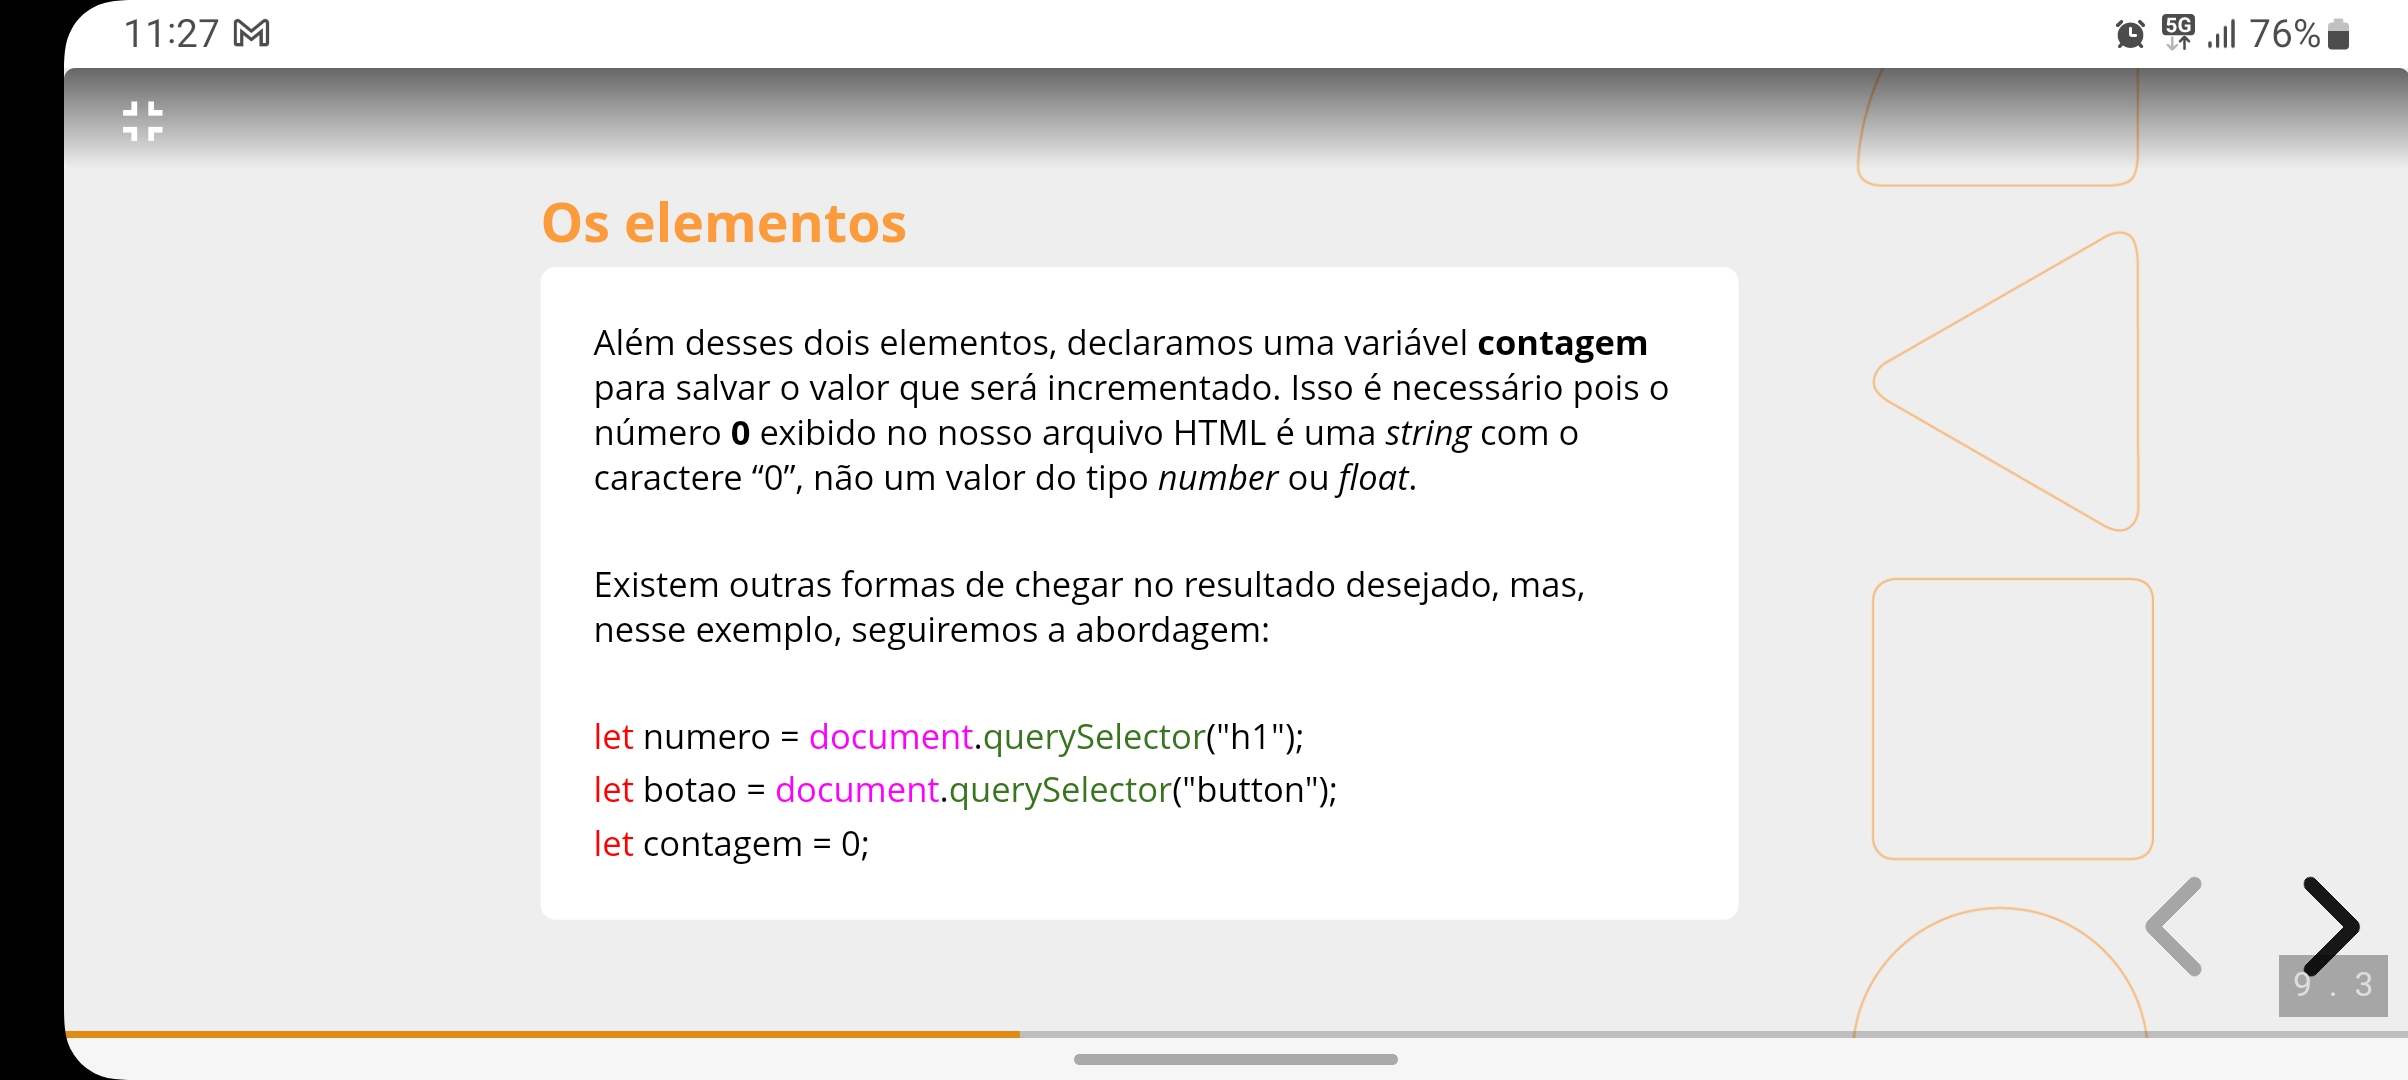 11:27
5G
76%
Os elementos
Além desses dois elementos, declaramos uma variável contagem
para salvar o valor que será incrementado. Isso é necessário pois o
número 0 exibido no nosso arquivo HTML é uma string com o
caractere “0”, não um valor do tipo number ou float.
Existem outras formas de chegar no resultado desejado, mas,
nesse exemplo, seguiremos a abordagem:
let numero = document.querySelector("h1");
let botao = document.querySelector("button");
let contagem = 0;
9 . 3